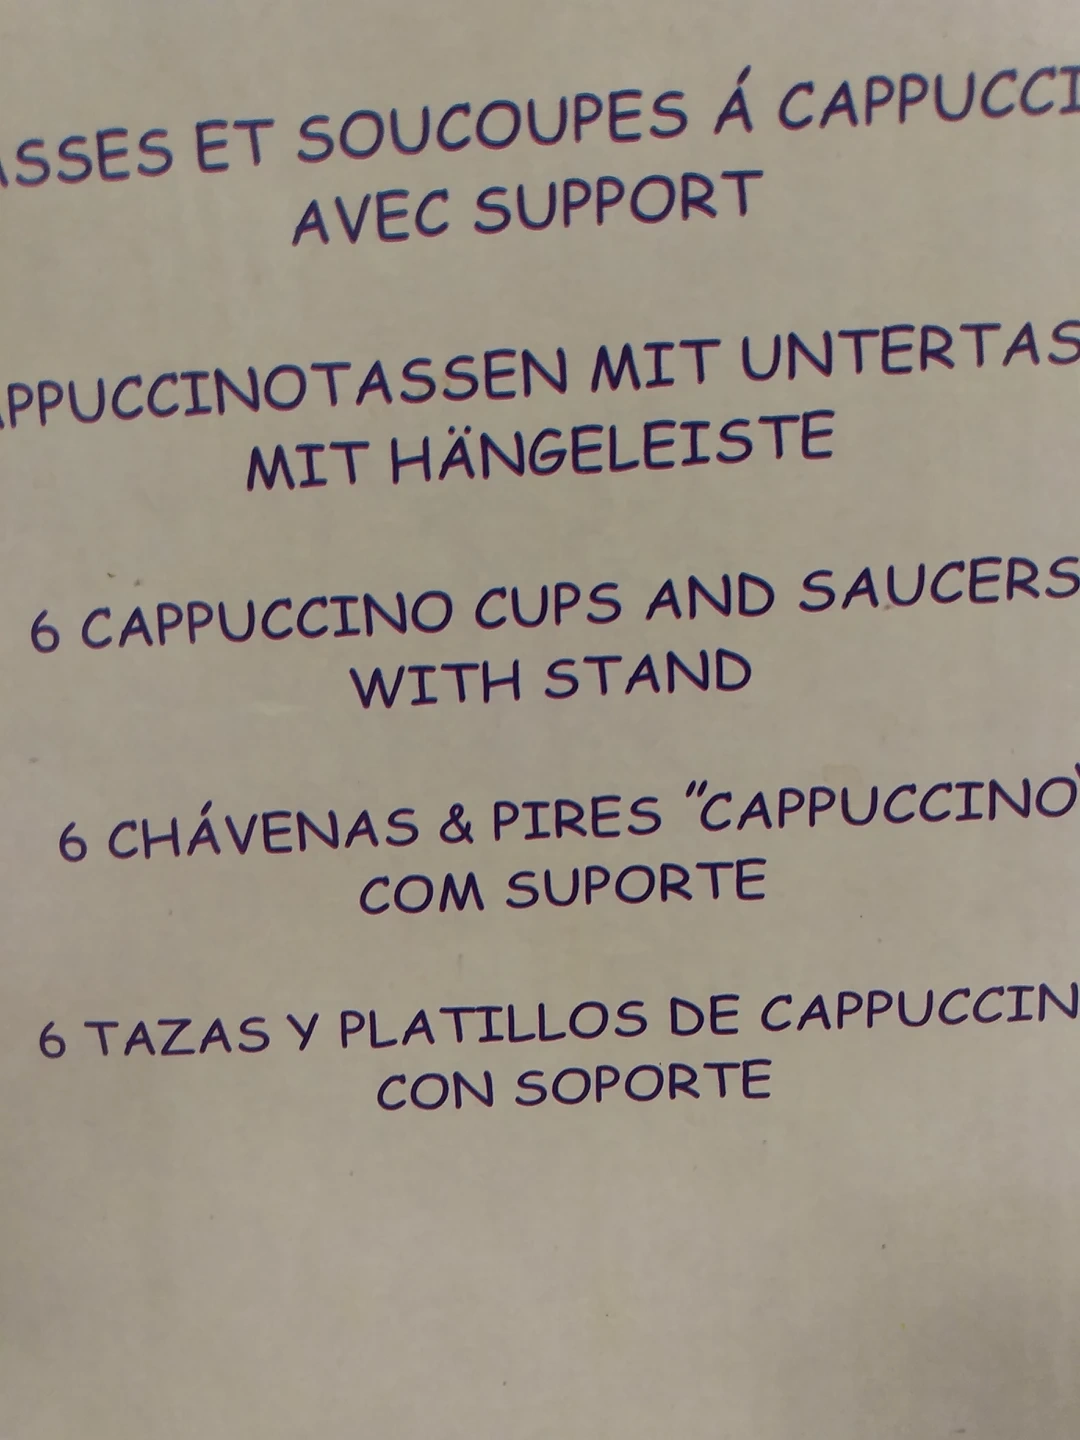 ASSES ET SOUCOUPES Á CAPPUCCI
AVEC SUPPORT
APPUCCINOTASSEN MIT UNTERTAS
MIT HÄNGELEISTE
6 CAPPUCCINO CUPS AND SAUCERS
WITH STAND
6 CHÁVENAS & PIRES "CAPPUCCINO"
COM SUPORTE
6 TAZAS Y PLATILLOS DE CAPPUCCIN
CON SOPORTE